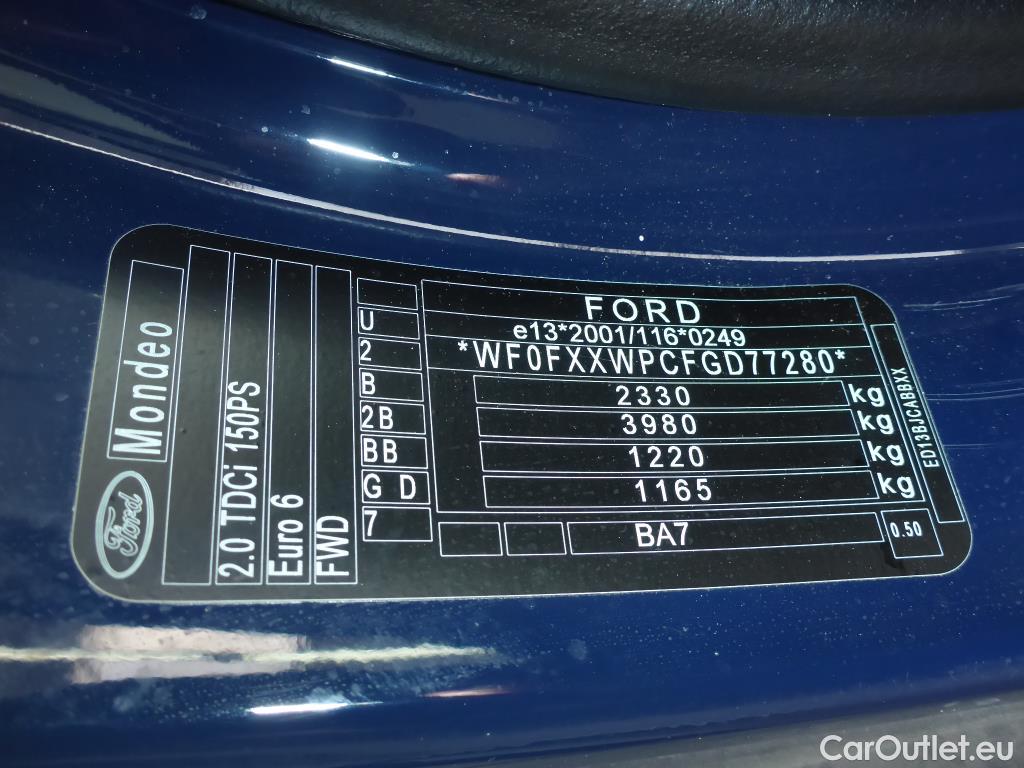 Ford
Mondeo
2.0 TDCi 150PS
Euro 6
FWD
U
2
B
2B
BB
G D
7
FORD
e13*2001/116*0249
*WF0FXXWPCFGD77280*
2330 kg
3980 kg
1220 kg
1165 kg
BA7
0.50
ED13BJCABBXX
CarOutlet.eu